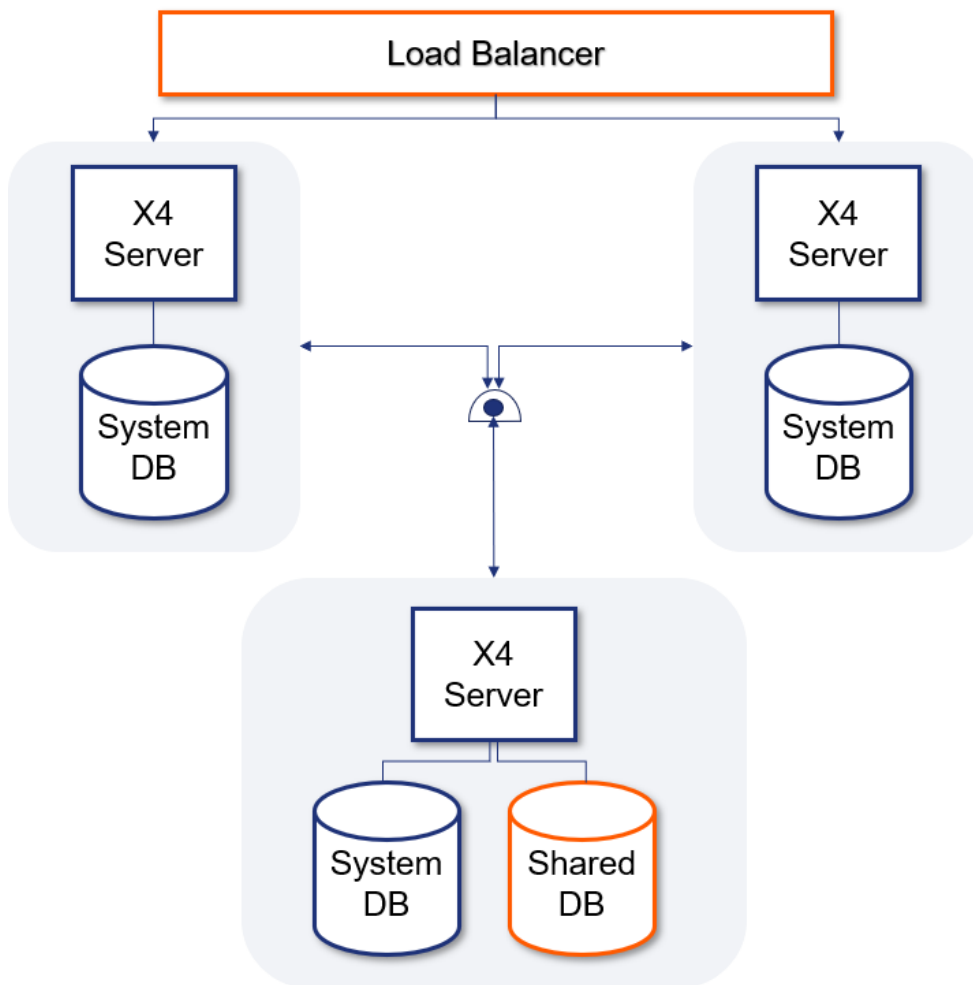 Load Balancer
X4
Server
System
DB
X4
Server
System
DB
X4
Server
System
DB
Shared
DB